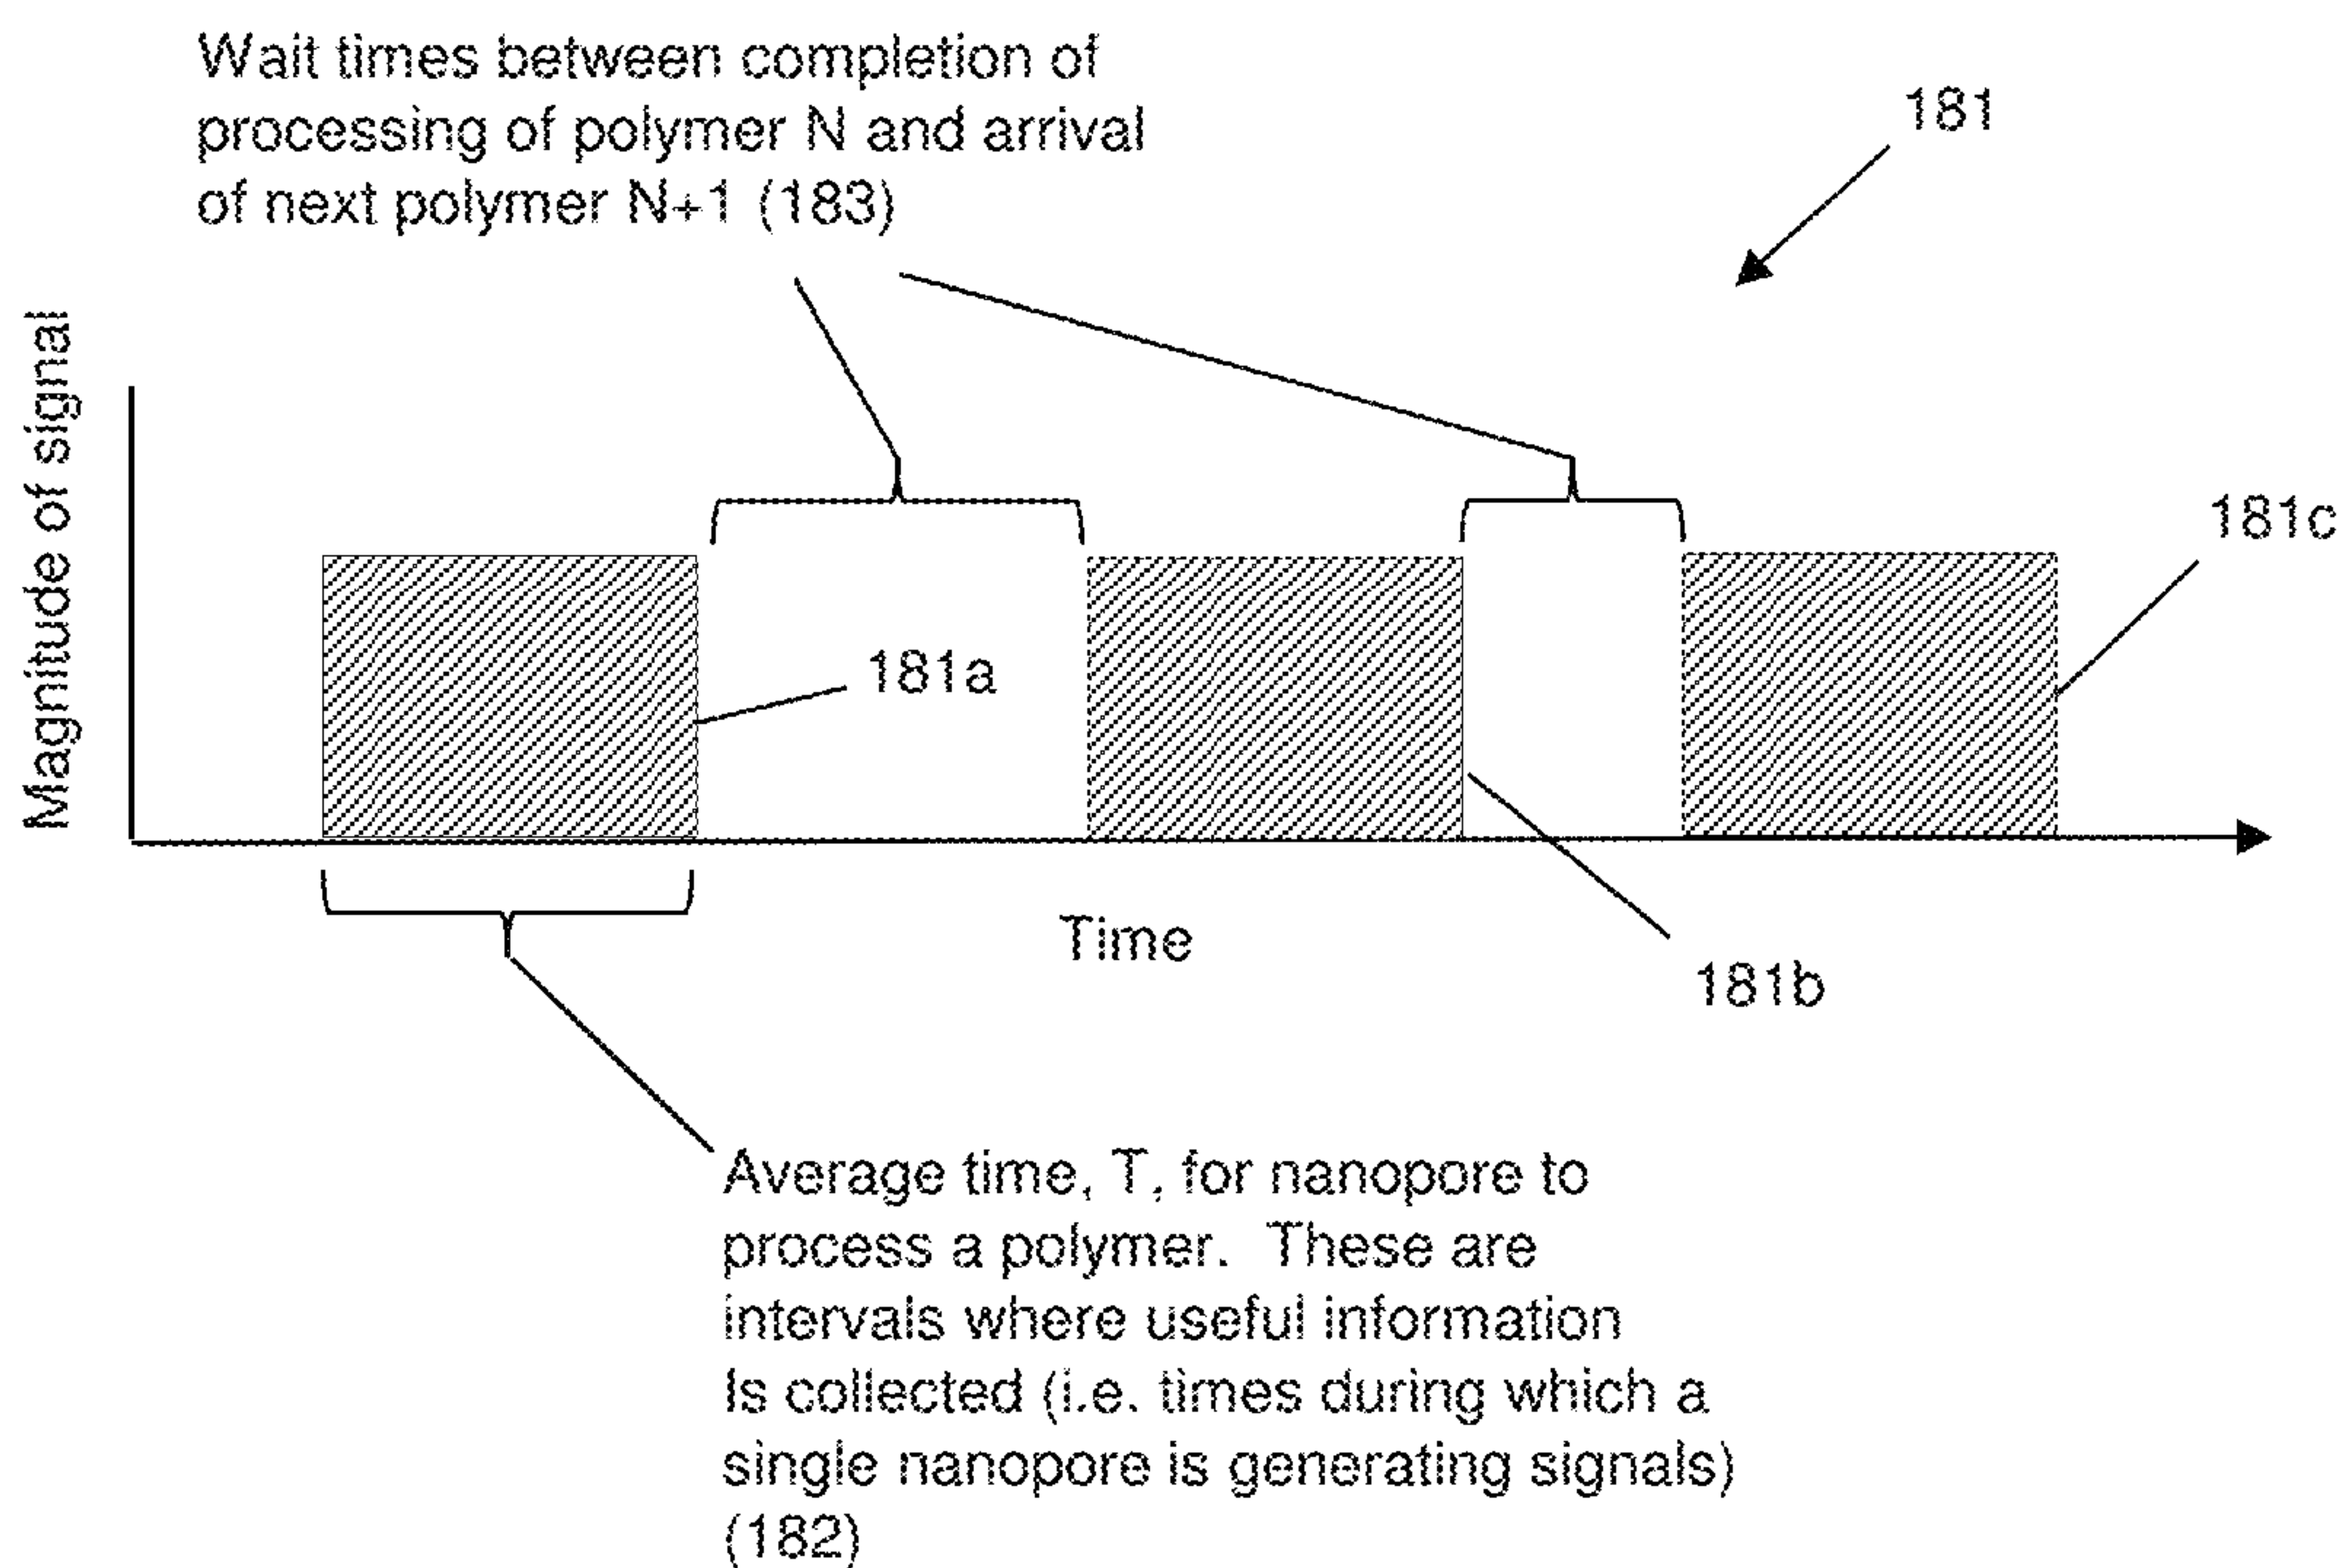 Wait times between completion of
processing of polymer N and arrival
of next polymer N+1 (183)
181
Magnitude of signal
181c
181a
Time
181b
Average time, T, for nanopore to
process a polymer. These are
intervals where useful information
Is collected (i.e. times during which a
single nanopore is generating signals)
(182)